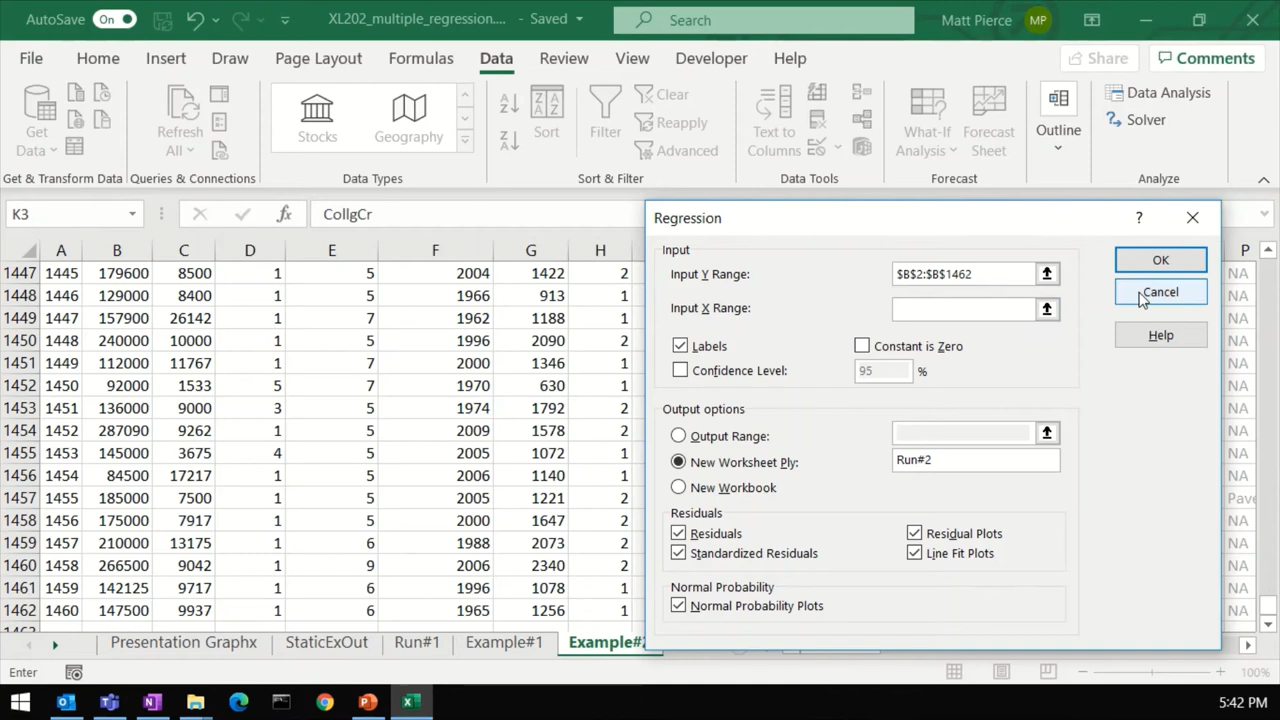 AutoSave On XL202_multiple_regression.... - Saved Search Matt Pierce MP
File Home Insert Draw Page Layout Formulas Data Review View Developer Help Share Comments
Get Data Refresh All Stocks Geography Sort Filter Clear Reapply Advanced Text to Columns What-If Analysis Forecast Sheet Outline Data Analysis Solver
Get & Transform Data Queries & Connections Data Types Sort & Filter Data Tools Forecast Analyze
K3 fx CollgCr
A B C D E F G H P
1447 1445 179600 8500 1 5 2004 1422 2 NA
1448 1446 129000 8400 1 5 1966 913 1 NA
1449 1447 157900 26142 1 7 1962 1188 1 NA
1450 1448 240000 10000 1 5 1996 2090 2 NA
1451 1449 112000 11767 1 7 2000 1346 1 NA
1452 1450 92000 1533 5 7 1970 630 1 NA
1453 1451 136000 9000 3 5 1974 1792 2 NA
1454 1452 287090 9262 1 5 2009 1578 2 NA
1455 1453 145000 3675 4 5 2005 1072 2 NA
1456 1454 84500 17217 1 5 2006 1140 1 NA
1457 1455 185000 7500 1 5 2005 1221 2 Pave
1458 1456 175000 7917 1 5 2000 1647 2 NA
1459 1457 210000 13175 1 6 1988 2073 2 NA
1460 1458 266500 9042 1 9 2006 2340 2 NA
1461 1459 142125 9717 1 6 1996 1078 1 NA
1462 1460 147500 9937 1 6 1965 1256 1 NA
Regression ?
Input
Input Y Range: $B$2:$B$1462
Input X Range:
Labels Constant is Zero
Confidence Level: 95 %
OK
Cancel
Help
Output options
Output Range:
New Worksheet Ply: Run#2
New Workbook
Residuals
Residuals Residual Plots
Standardized Residuals Line Fit Plots
Normal Probability
Normal Probability Plots
Presentation Graphx StaticExOut Run#1 Example#1 Example#2
Enter 100%
5:42 PM